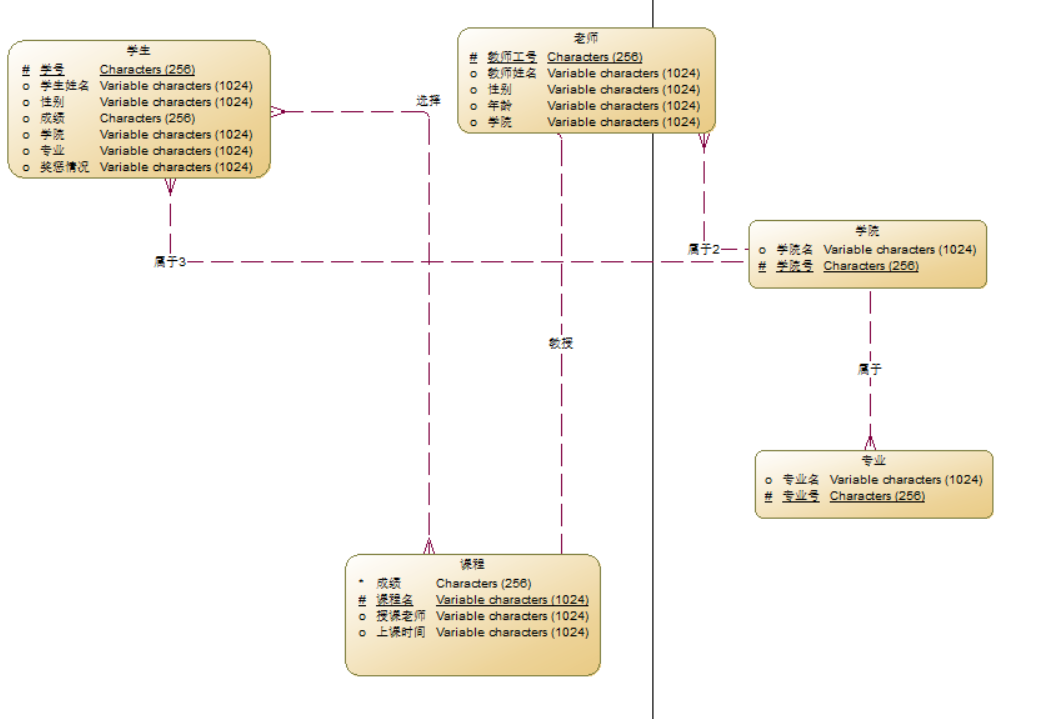 学生
# 学号 Characters (256)
o 学生姓名 Variable characters (1024)
o 性别 Variable characters (1024)
o 成绩 Characters (256)
o 学院 Variable characters (1024)
o 专业 Variable characters (1024)
o 奖惩情况 Variable characters (1024)
选择
老师
# 教师工号 Characters (256)
o 教师姓名 Variable characters (1024)
o 性别 Variable characters (1024)
o 年龄 Variable characters (1024)
o 学院 Variable characters (1024)
属于3
属于2
学院
o 学院名 Variable characters (1024)
# 学院号 Characters (256)
教授
属于
专业
o 专业名 Variable characters (1024)
# 专业号 Characters (256)
课程
* 成绩 Characters (256)
# 课程名 Variable characters (1024)
o 授课老师 Variable characters (1024)
o 上课时间 Variable characters (1024)